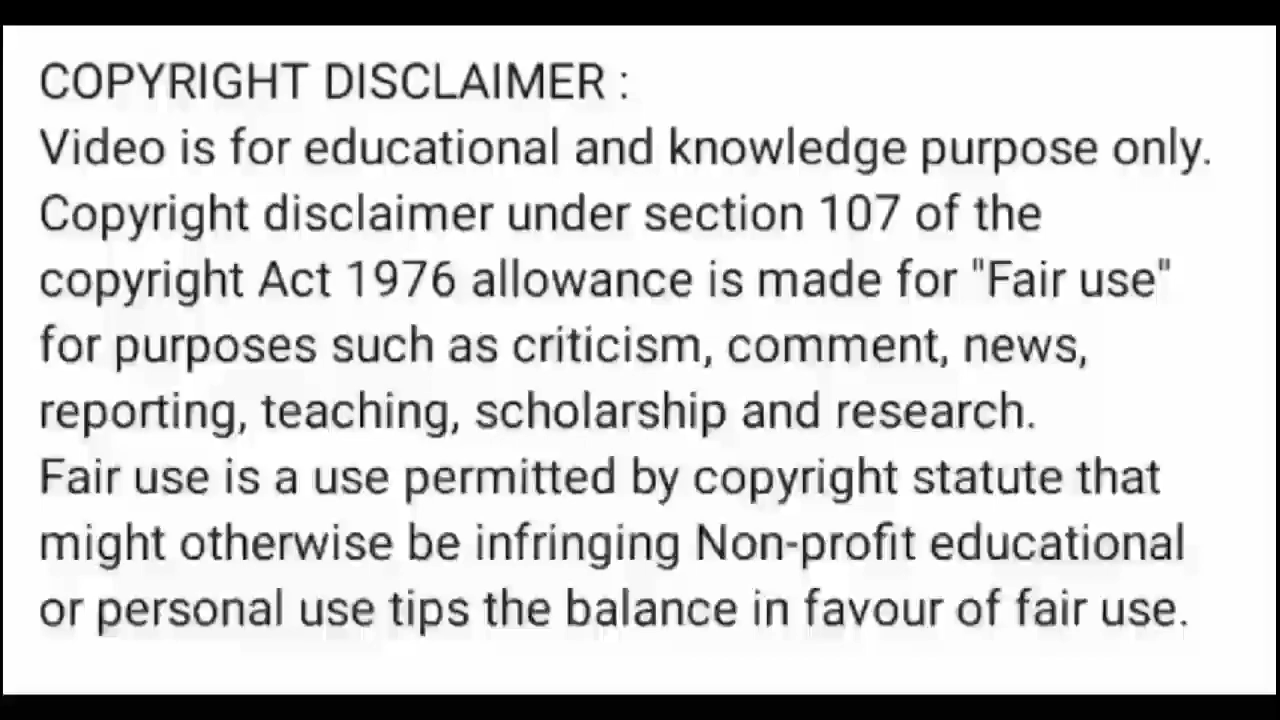 COPYRIGHT DISCLAIMER :
Video is for educational and knowledge purpose only.
Copyright disclaimer under section 107 of the
copyright Act 1976 allowance is made for "Fair use"
for purposes such as criticism, comment, news,
reporting, teaching, scholarship and research.
Fair use is a use permitted by copyright statute that
might otherwise be infringing Non-profit educational
or personal use tips the balance in favour of fair use.